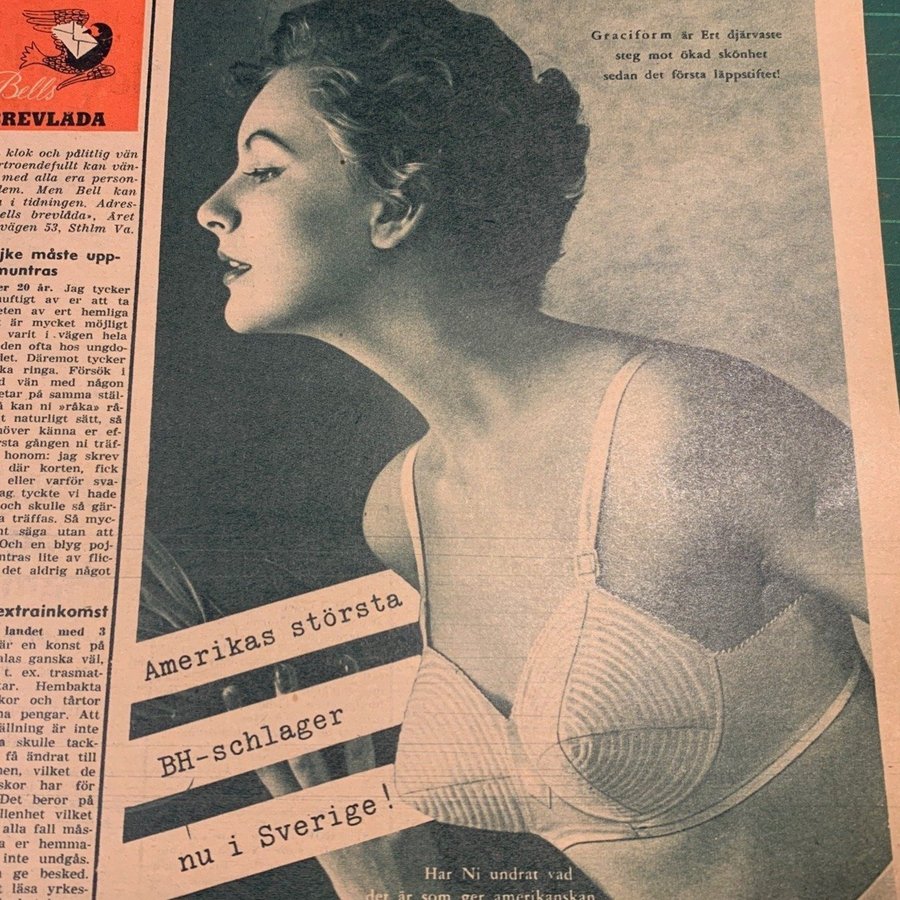 Bells
BREVLÅDA
klok och pålitlig vän
med alla era person-
Men Bell kan
i tidningen. Adres-
brevlåda», Året
53, Sthlm Va.
måste upp-
muntras
20 år. Jag tycker
av er att ta
av ert hemliga
är mycket möjligt
varit i vägen hela
den ofta hos ungdo-
Däremot tycker
ringa. Försök i
vän med någon
på samma stäl-
kan ni »råka» rå-
naturligt sätt, så
känna er ef-
gången ni träf-
honom: jag skrev
där korten, fick
eller varför sva-
tyckte vi hade
och skulle så gär-
träffas. Så myc-
säga utan att
Och en blyg poj-
lite av flic-
det aldrig något
extrainkomst
landet med 3
är en konst på
ganska väl,
t. ex. trasmat-
Hembakta
och tårtor
pengar. Att
är inte
skulle tack-
få ändrat till
vilket de
har för
Det beror på
vilket
alla fall mås-
er hemma-
inte undgås.
ge besked.
läsa yrkes-
Graciform är Ert djärvaste
steg mot ökad skönhet
sedan det första läppstiftet!
Amerikas största
BH-schlager
nu i Sverige!
Har Ni undrat vad
det är som ger amerikanskan